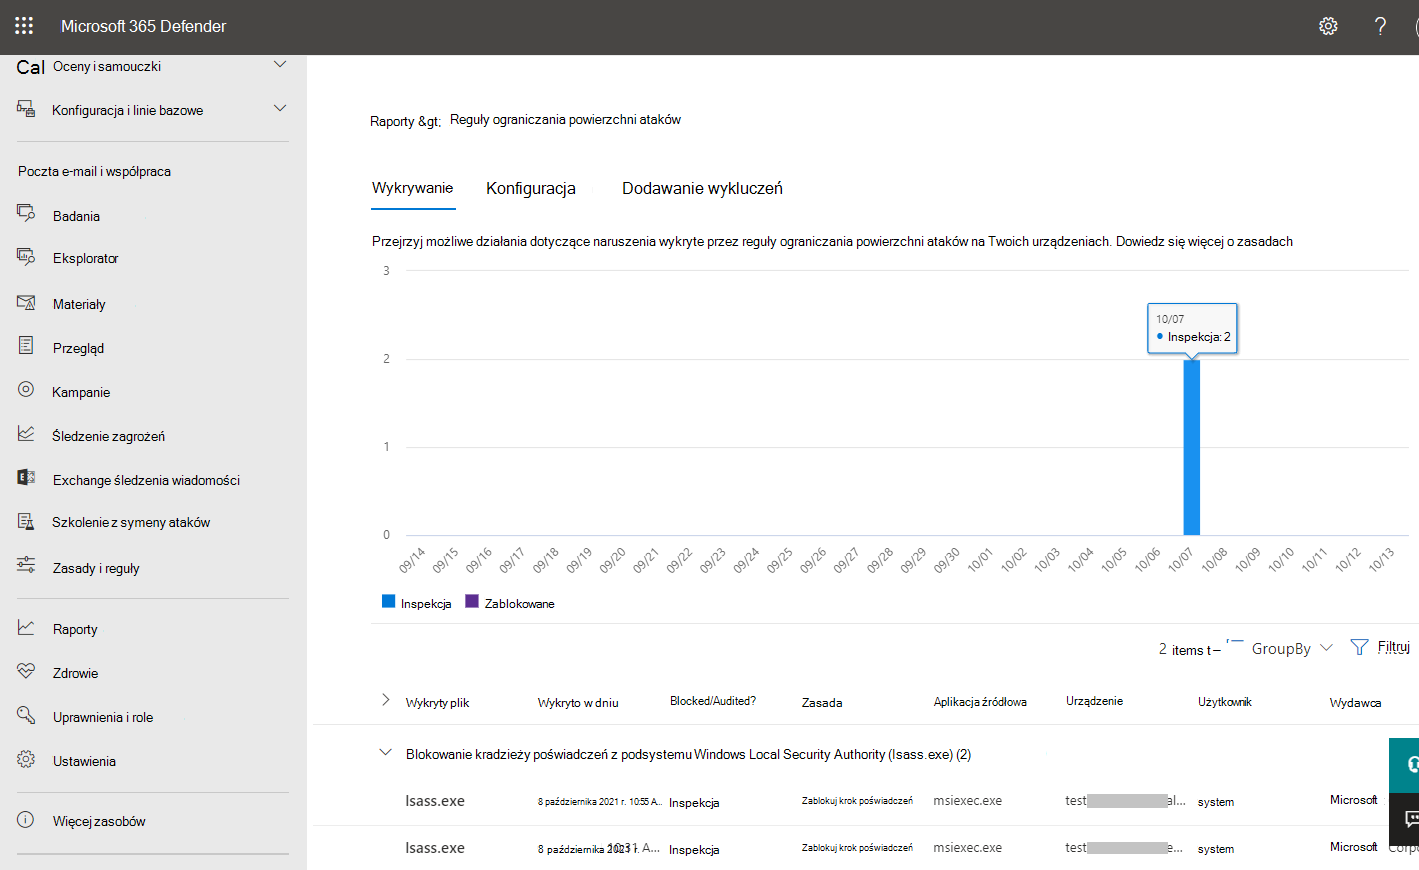 Microsoft 365 Defender
?
Cal Oceny i samouczki
Konfiguracja i linie bazowe
Poczta e-mail i współpraca
Badania
Eksplorator
Materiały
Przegląd
Kampanie
Śledzenie zagrożeń
Exchange śledzenia wiadomości
Szkolenie z symeny ataków
Zasady i reguły
Raporty
Zdrowie
Uprawnienia i role
Ustawienia
Więcej zasobów
Raporty &gt; Reguły ograniczania powierzchni ataków
Wykrywanie Konfiguracja Dodawanie wykluczeń
Przejrzyj możliwe działania dotyczące naruszenia wykryte przez reguły ograniczania powierzchni ataków na Twoich urządzeniach. Dowiedz się więcej o zasadach
3
10/07
Inspekcja: 2
2
1
0
09/14 09/15 09/16 09/17 09/18 09/19 09/20 09/21 09/22 09/23 09/24 09/25 09/26 09/27 09/28 09/29 09/30 10/01 10/02 10/03 10/04 10/05 10/06 10/07 10/08 10/09 10/10 10/11 10/12 10/13
Inspekcja Zablokowane
2 items t– GroupBy Filtruj
Wykryty plik Wykryto w dniu Blocked/Audited? Zasada Aplikacja źródłowa Urządzenie Użytkownik Wydawca
Blokowanie kradzieży poświadczeń z podsystemu Windows Local Security Authority (lsass.exe) (2)
lsass.exe 8 października 2021 r. 10:55 A... Inspekcja Zablokuj krok poświadczeń msiexec.exe test al... system Microsoft
lsass.exe 8 października 2021 r. 10:31 A... Inspekcja Zablokuj krok poświadczeń msiexec.exe test e... system Microsoft